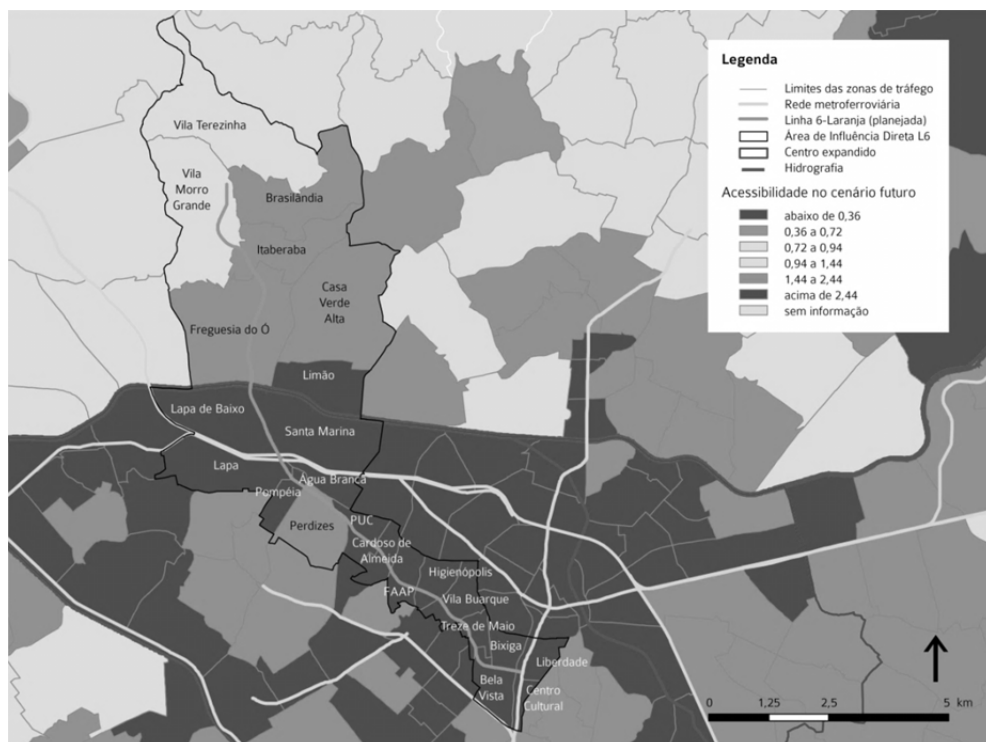 Legenda
Limites das zonas de tráfego
Rede metroferroviária
Linha 6-Laranja (planejada)
Área de Influência Direta L6
Centro expandido
Hidrografia
Acessibilidade no cenário futuro
abaixo de 0,36
0,36 a 0,72
0,72 a 0,94
0,94 a 1,44
1,44 a 2,44
acima de 2,44
sem informação
Vila Terezinha
Vila
Morro
Grande
Brasilândia
Itaberaba
Casa
Verde
Alta
Freguesia do Ó
Limão
Lapa de Baixo
Santa Marina
Lapa
Água Branca
Pompéia
Perdizes
PUC
Cardoso de
Almeida
Higienópolis
FAAP
Vila Buarque
Treze de Maio
Bixiga
Liberdade
Bela
Vista
Centro
Cultural
0 1,25 2,5 5 km